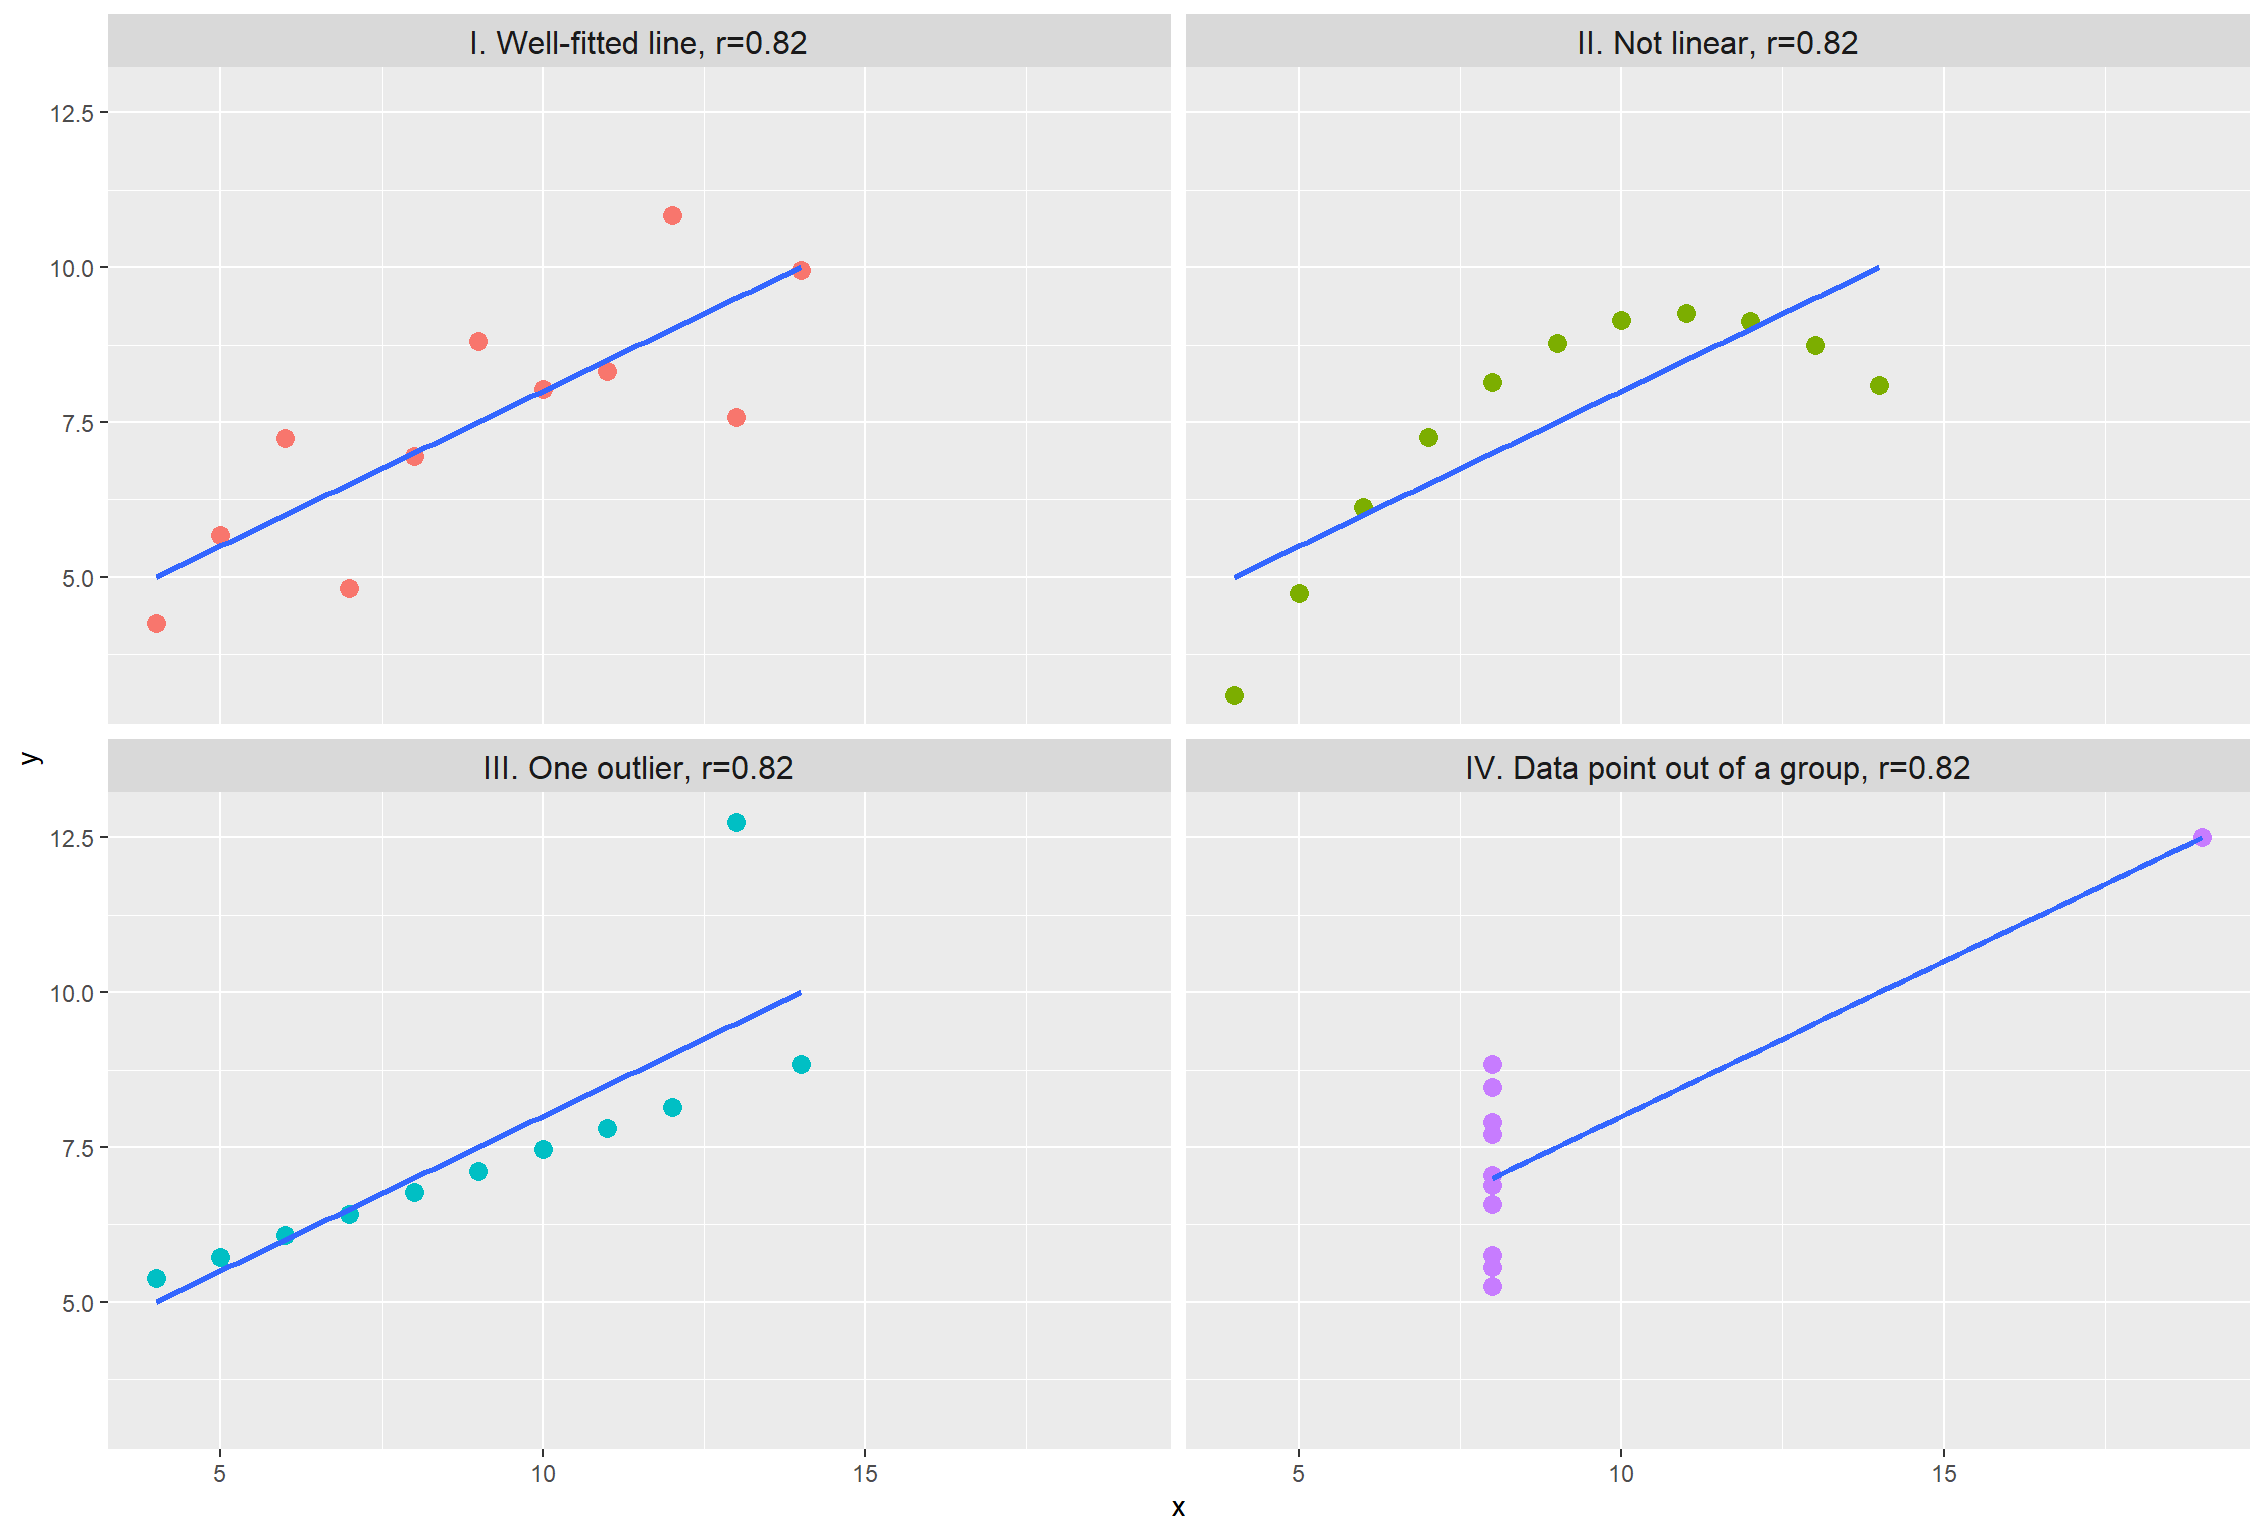 I. Well-fitted line, r=0.82
II. Not linear, r=0.82
12.5
10.0
7.5
5.0
y
III. One outlier, r=0.82
IV. Data point out of a group, r=0.82
12.5
10.0
7.5
5.0
5 10 15
5 10 15
x